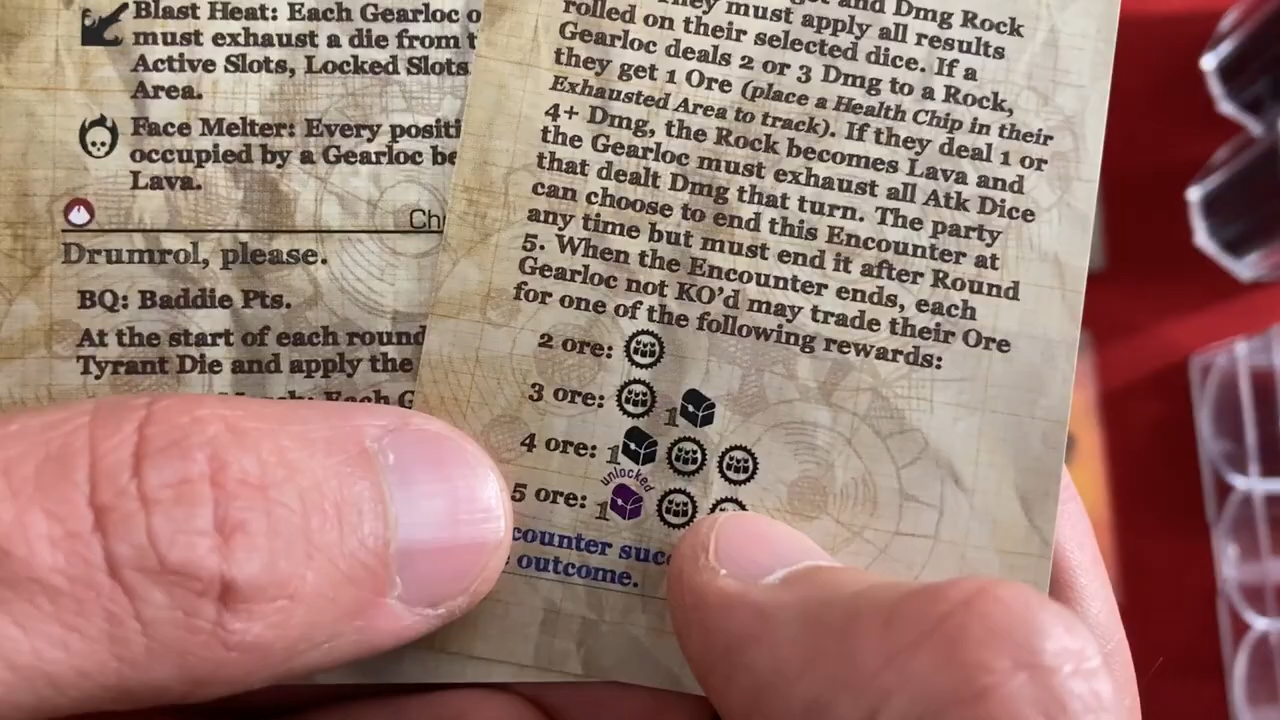 Blast Heat: Each Gearloc o
must exhaust a die from t
Active Slots, Locked Slots
Area.
Face Melter: Every positi
occupied by a Gearloc be
Lava.
Ch
Drumrol, please.
BQ: Baddie Pts.
At the start of each round
Tyrant Die and apply the
Each G
and Dmg Rock
They must apply all results
rolled on their selected dice. If a
Gearloc deals 2 or 3 Dmg to a Rock,
they get 1 Ore (place a Health Chip in their
Exhausted Area to track). If they deal 1 or
4+ Dmg, the Rock becomes Lava and
the Gearloc must exhaust all Atk Dice
that dealt Dmg that turn. The party
can choose to end this Encounter at
any time but must end it after Round
5. When the Encounter ends, each
Gearloc not KO'd may trade their Ore
for one of the following rewards:
2 ore:
3 ore: 1
4 ore: 1
unlocked
5 ore: 1
counter succ
outcome.